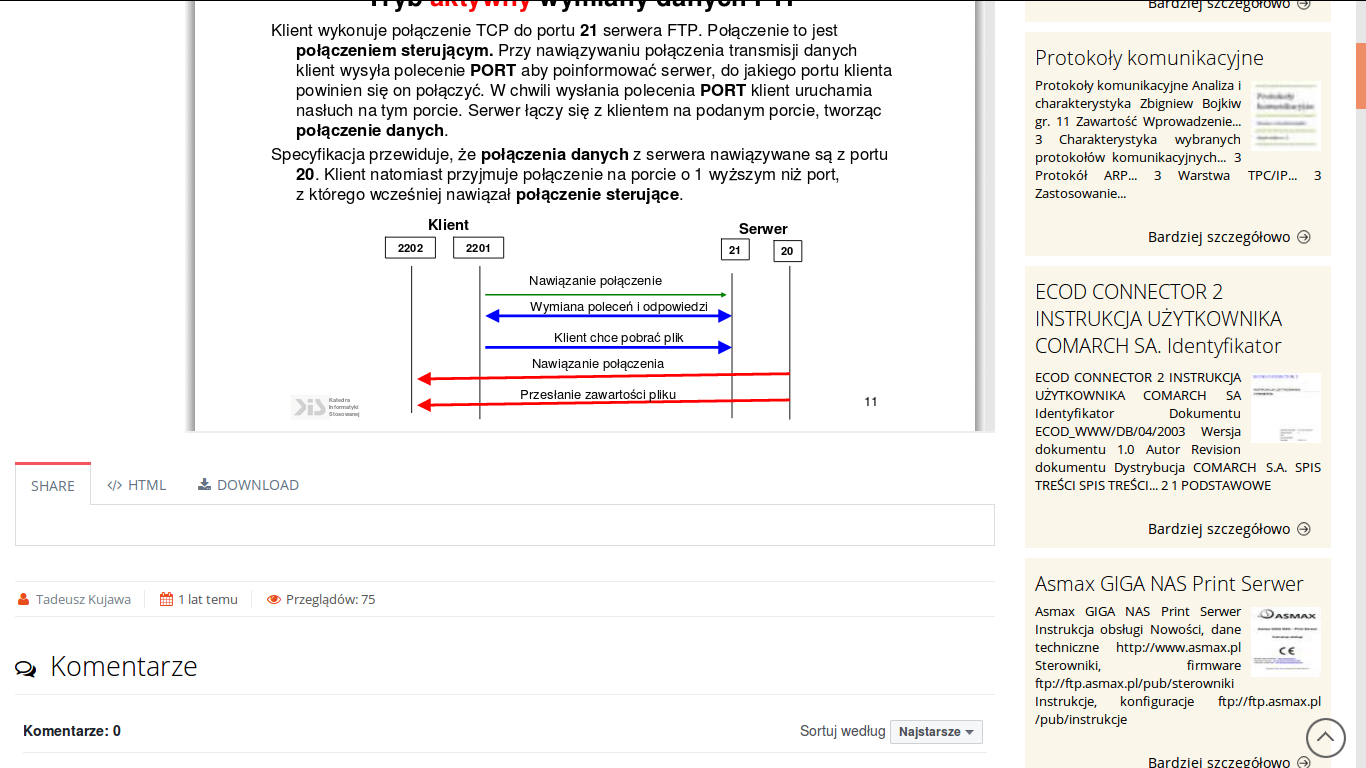 Tryb aktywny wymiany danych FTP
Klient wykonuje połączenie TCP do portu 21 serwera FTP. Połączenie to jest
połączeniem sterującym. Przy nawiązywaniu połączenia transmisji danych
klient wysyła polecenie PORT aby poinformować serwer, do jakiego portu klienta
powinien się on połączyć. W chwili wysłania polecenia PORT klient uruchamia
nasłuch na tym porcie. Serwer łączy się z klientem na podanym porcie, tworząc
połączenie danych.
Specyfikacja przewiduje, że połączenia danych z serwera nawiązywane są z portu
20. Klient natomiast przyjmuje połączenie na porcie o 1 wyższym niż port,
z którego wcześniej nawiązał połączenie sterujące.
Klient
Serwer
2202
2201
21
20
Nawiązanie połączenie
Wymiana poleceń i odpowiedzi
Klient chce pobrać plik
Nawiązanie połączenia
Przesłanie zawartości pliku
Katedra
Informatyki
Stosowanej
11
SHARE
HTML
DOWNLOAD
Tadeusz Kujawa
1 lat temu
Przeglądów: 75
Komentarze
Komentarze: 0
Sortuj według
Najstarsze
Bardziej szczegółowo
Protokoły komunikacyjne
Protokoły komunikacyjne Analiza i
charakterystyka Zbigniew Bojkiw
gr. 11 Zawartość Wprowadzenie...
3 Charakterystyka wybranych
protokołów komunikacyjnych... 3
Protokół ARP... 3 Warstwa TPC/IP... 3
Zastosowanie...
Bardziej szczegółowo
ECOD CONNECTOR 2
INSTRUKCJA UŻYTKOWNIKA
COMARCH SA. Identyfikator
ECOD CONNECTOR 2 INSTRUKCJA
UŻYTKOWNIKA COMARCH SA
Identyfikator Dokumentu
ECOD_WWW/DB/04/2003 Wersja
dokumentu 1.0 Autor Revision
dokumentu Dystrybucja COMARCH S.A. SPIS
TREŚCI SPIS TREŚCI... 2 1 PODSTAWOWE
Bardziej szczegółowo
Asmax GIGA NAS Print Serwer
Asmax GIGA NAS Print Serwer
Instrukcja obsługi Nowości, dane
techniczne http://www.asmax.pl
Sterowniki, firmware
ftp://ftp.asmax.pl/pub/sterowniki
Instrukcje, konfiguracje ftp://ftp.asmax.pl
/pub/instrukcje
ASMAX
Bardziej szczegółowo